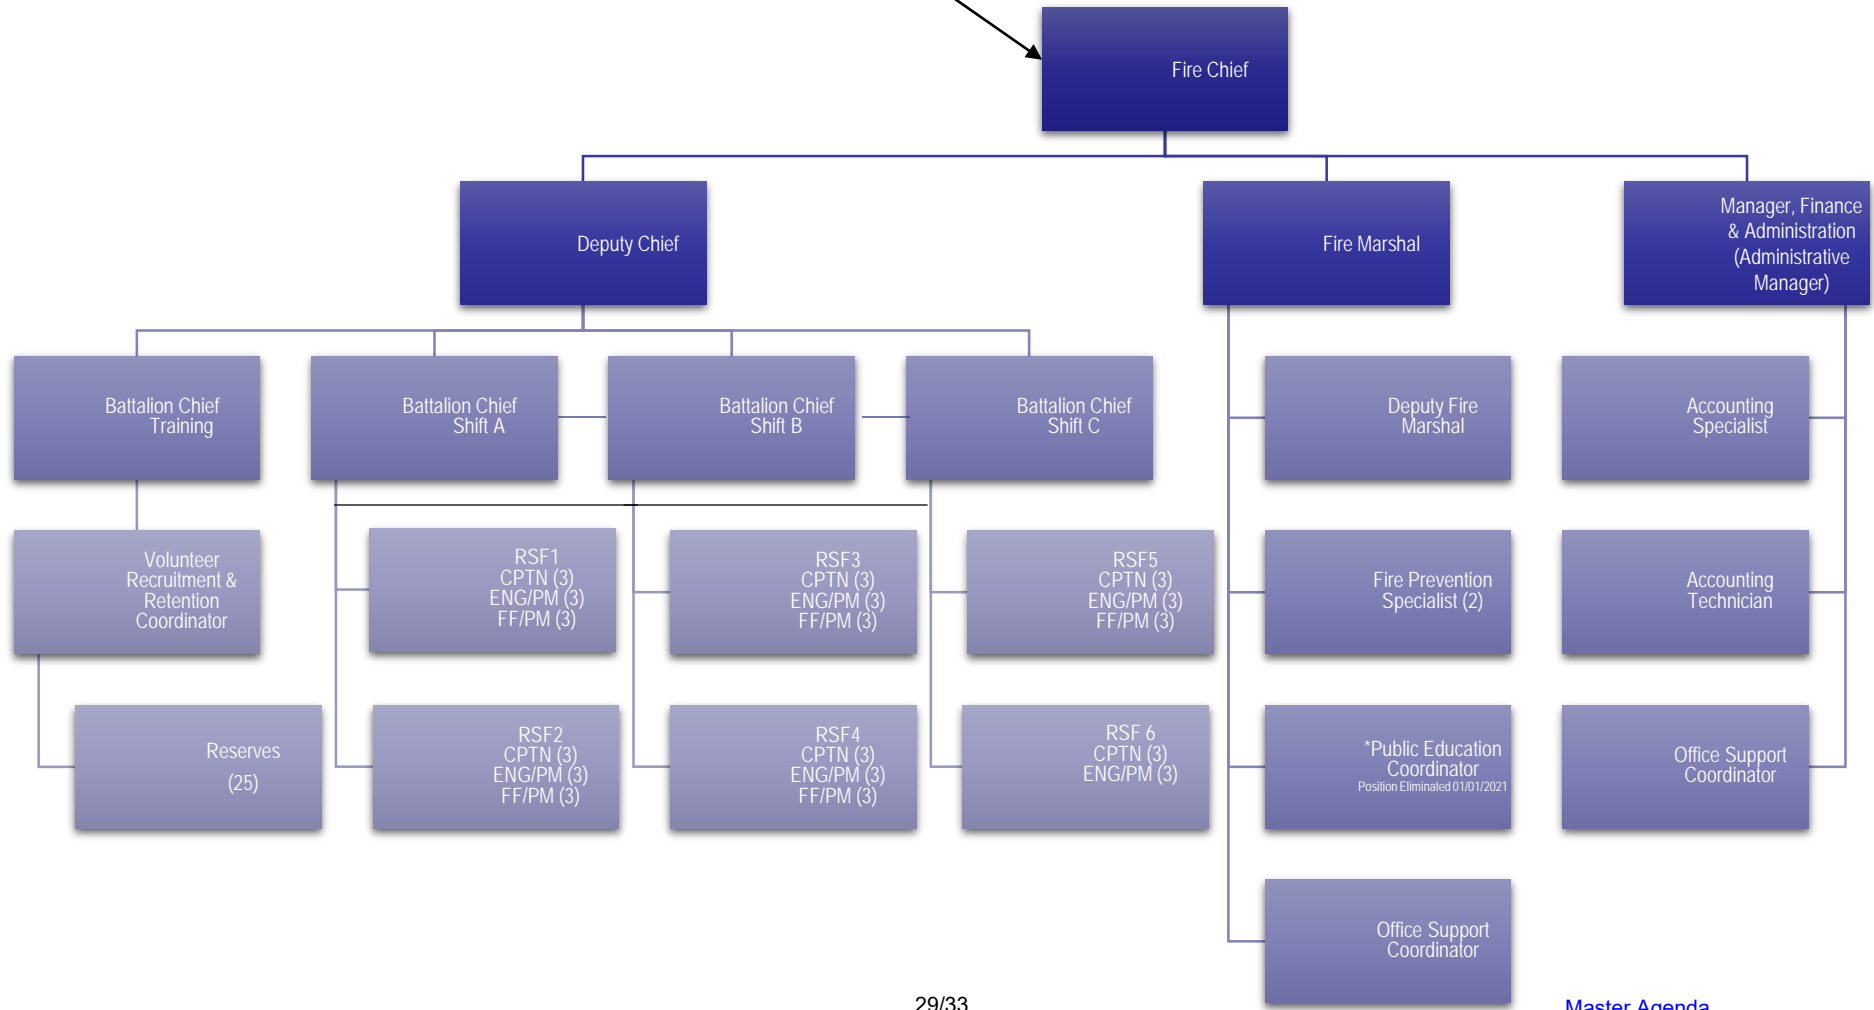 Fire Chief
Deputy Chief
Fire Marshal
Manager, Finance
& Administration
(Administrative
Manager)
Battalion Chief
Training
Battalion Chief
Shift A
Battalion Chief
Shift B
Battalion Chief
Shift C
Deputy Fire
Marshal
Accounting
Specialist
Volunteer
Recruitment &
Retention
Coordinator
RSF1
CPTN (3)
ENG/PM (3)
FF/PM (3)
RSF3
CPTN (3)
ENG/PM (3)
FF/PM (3)
RSF5
CPTN (3)
ENG/PM (3)
FF/PM (3)
Fire Prevention
Specialist (2)
Accounting
Technician
Reserves
(25)
RSF2
CPTN (3)
ENG/PM (3)
FF/PM (3)
RSF4
CPTN (3)
ENG/PM (3)
FF/PM (3)
RSF 6
CPTN (3)
ENG/PM (3)
*Public Education
Coordinator
Position Eliminated 01/01/2021
Office Support
Coordinator
Office Support
Coordinator
29/33
Master Agenda